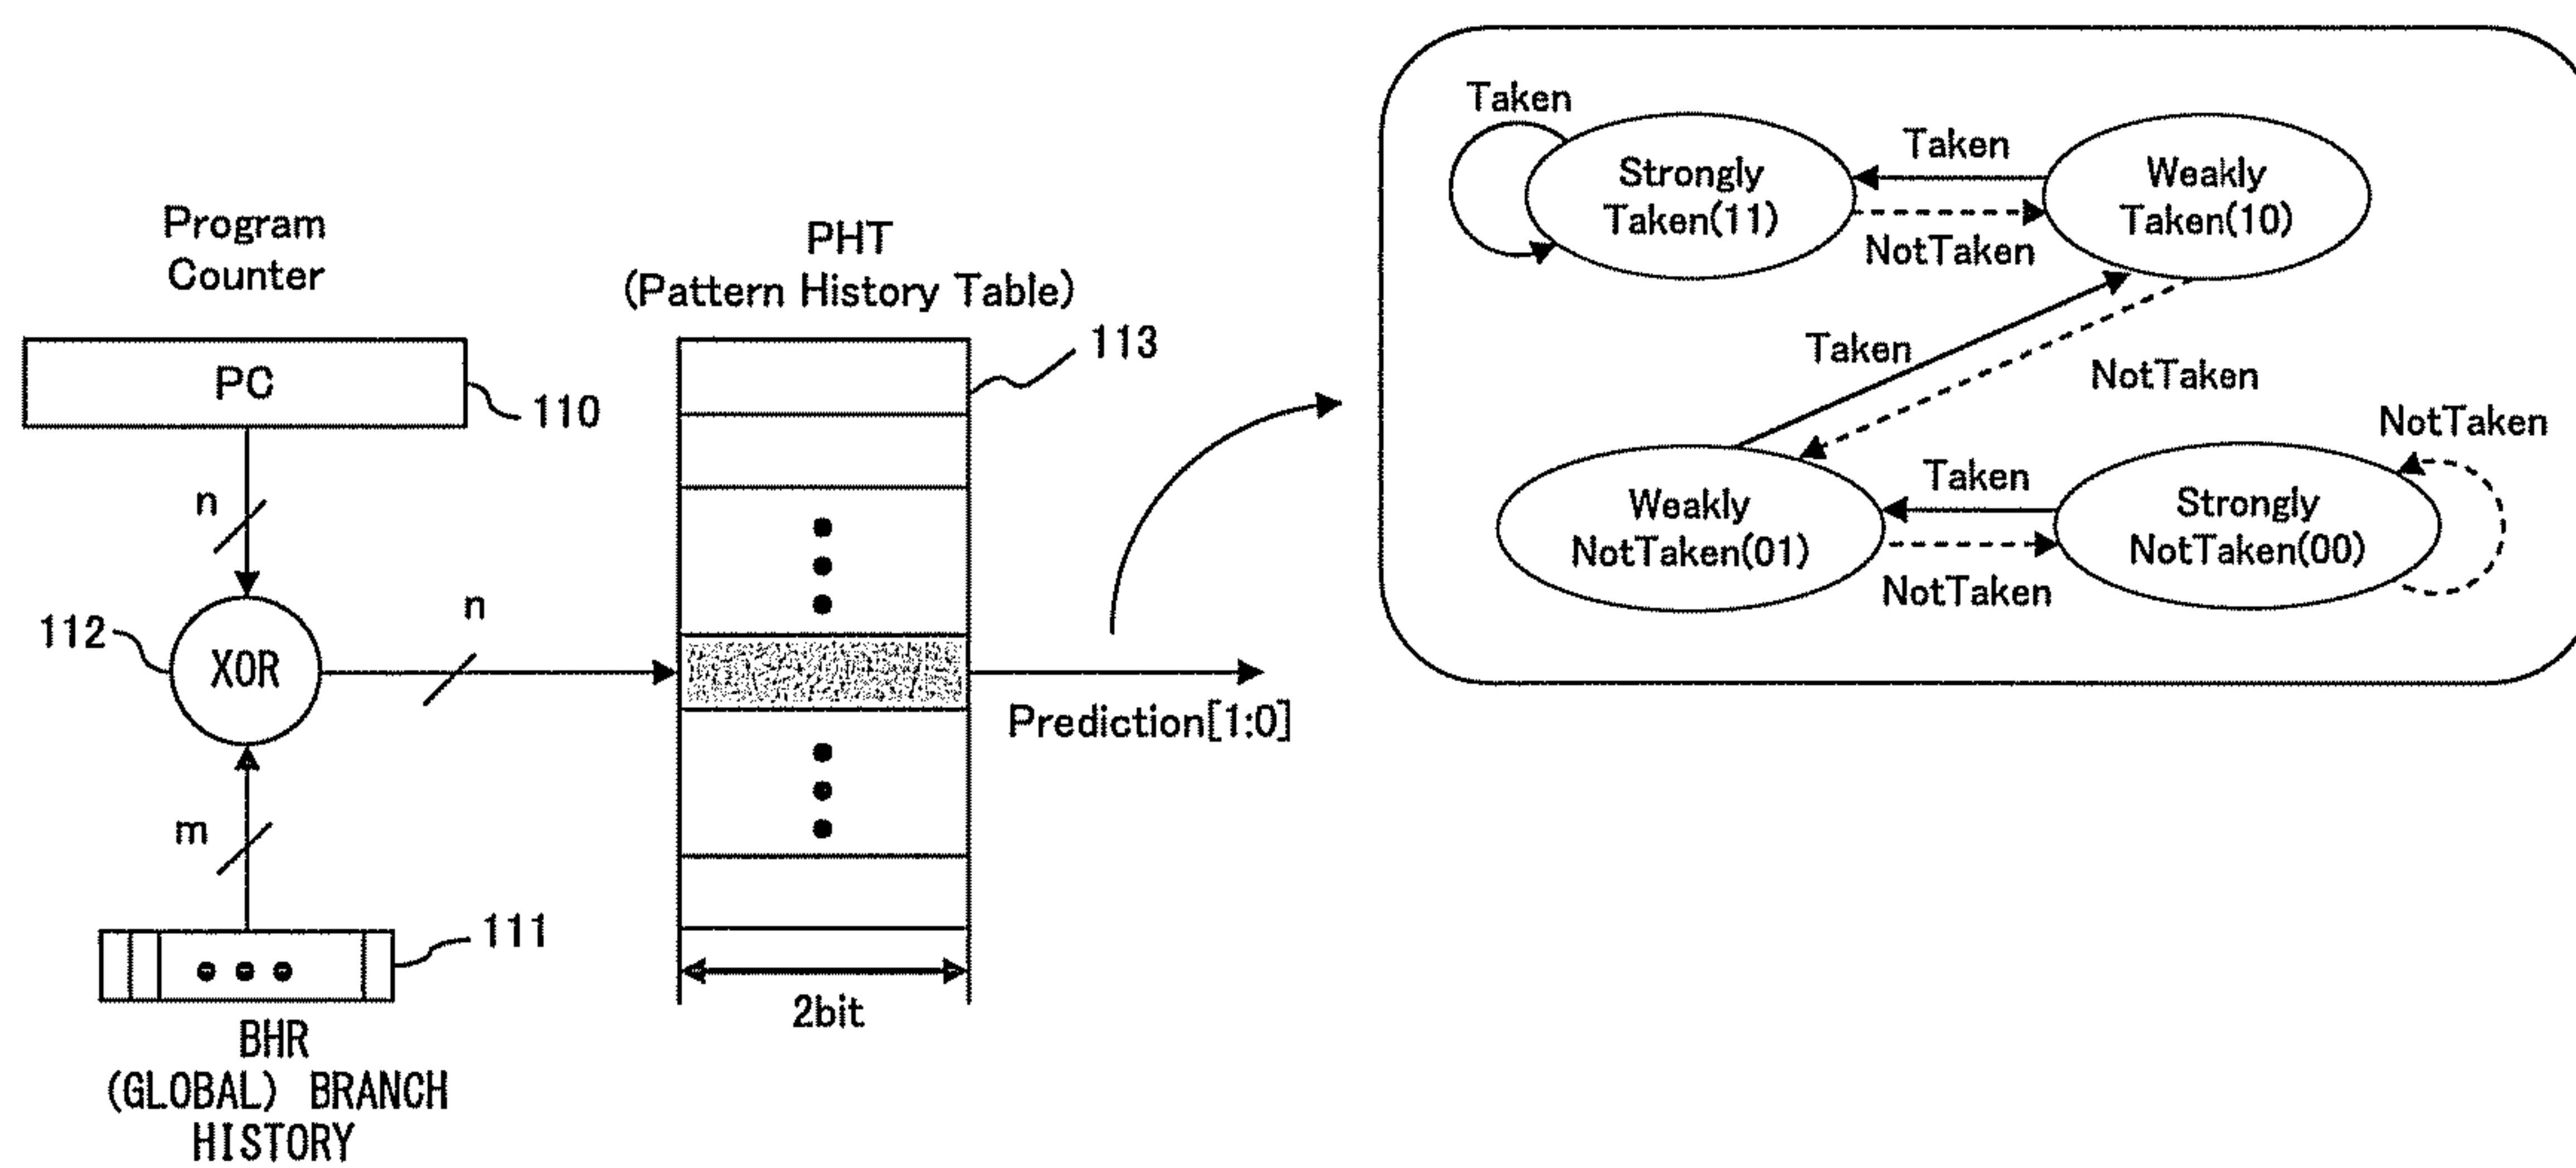 Program
Counter
PC
110
n
112
XOR
n
m
111
BHR
(GLOBAL) BRANCH
HISTORY
PHT
(Pattern History Table)
113
2bit
Prediction[1:0]
Taken
Strongly
Taken(11)
Taken
NotTaken
Weakly
Taken(10)
Taken
NotTaken
Weakly
NotTaken(01)
Taken
NotTaken
Strongly
NotTaken(00)
NotTaken